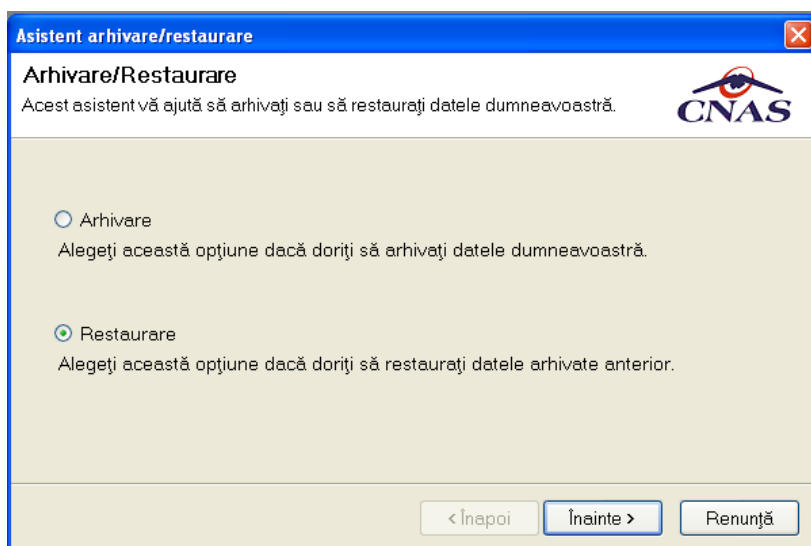 Asistent arhivare/restaurare
Arhivare/Restaurare
Acest asistent vă ajută să arhivaţi sau să restauraţi datele dumneavoastră.
CNAS
Arhivare
Alegeţi această opţiune dacă doriţi să arhivaţi datele dumneavoastră.
Restaurare
Alegeţi această opţiune dacă doriţi să restauraţi datele arhivate anterior.
< Înapoi
Înainte >
Renunţă